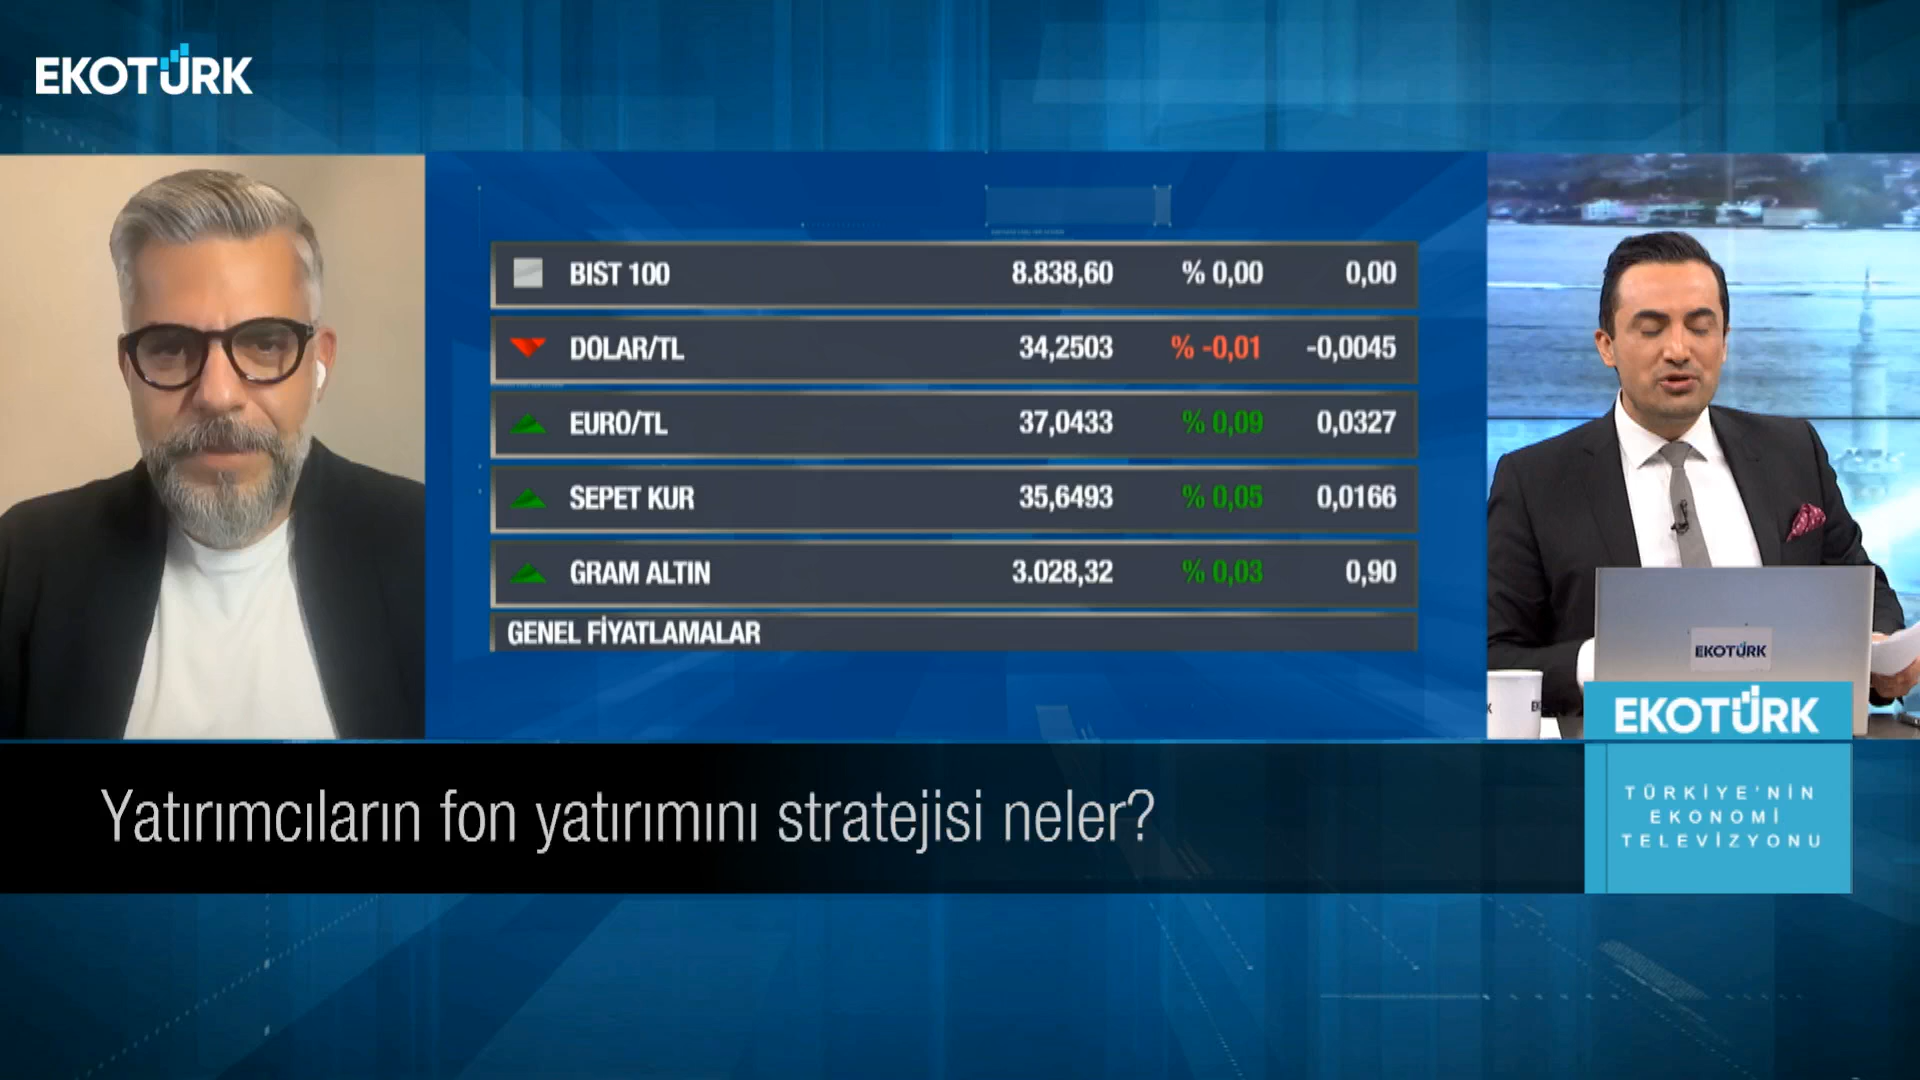 EKOTÜRK
BIST 100 8.838,60 % 0,00 0,00
DOLAR/TL 34,2503 % -0,01 -0,0045
EURO/TL 37,0433 % 0,09 0,0327
SEPET KUR 35,6493 % 0,05 0,0166
GRAM ALTIN 3.028,32 % 0,03 0,90
GENEL FİYATLAMALAR
EKOTÜRK
EKOTÜRK
Yatırımcıların fon yatırımını stratejisi neler?
TÜRKİYE'NİN
EKONOMİ
TELEVİZYONU